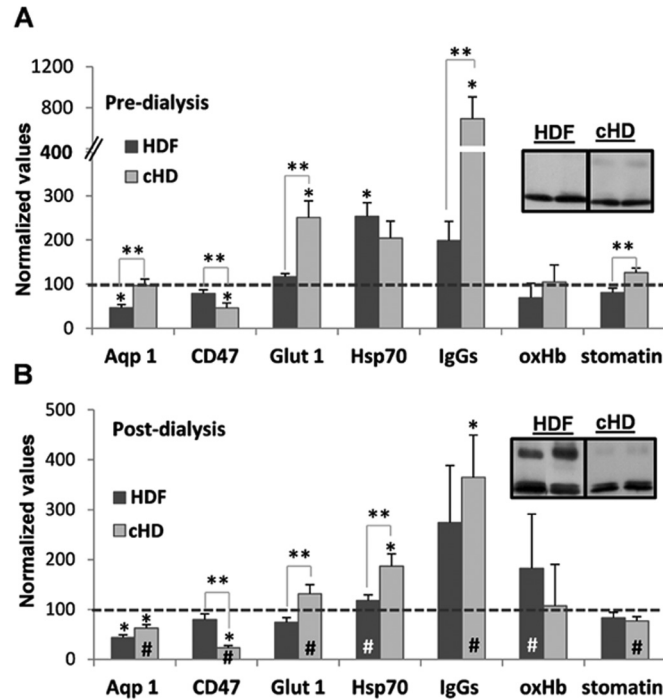 A
1200
**
*
Pre-dialysis
800
HDF
cHD
400
HDF cHD
300
** * *
200
** ** **
100
* *
0
Normalized values
Aqp 1 CD47 Glut 1 Hsp70 IgGs oxHb stomatin
B
500
Post-dialysis
*
HDF cHD
400
HDF
cHD
300
**
200
** *
** 
100
* * *
# # # # # #
0
Normalized values
Aqp 1 CD47 Glut 1 Hsp70 IgGs oxHb stomatin